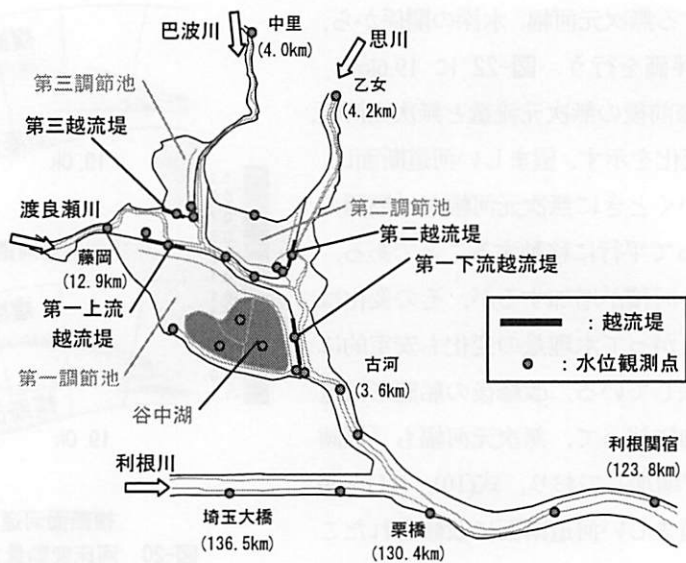 巴波川
中里
(4.0km)
思川
乙女
(4.2km)
第三調節池
第三越流堤
渡良瀬川
藤岡
(12.9km)
第二調節池
第二越流堤
第一下流越流堤
第一上流
越流堤
第一調節池
谷中湖
古河
(3.6km)
：越流堤
：水位観測点
利根川
埼玉大橋
(136.5km)
栗橋
(130.4km)
利根関宿
(123.8km)